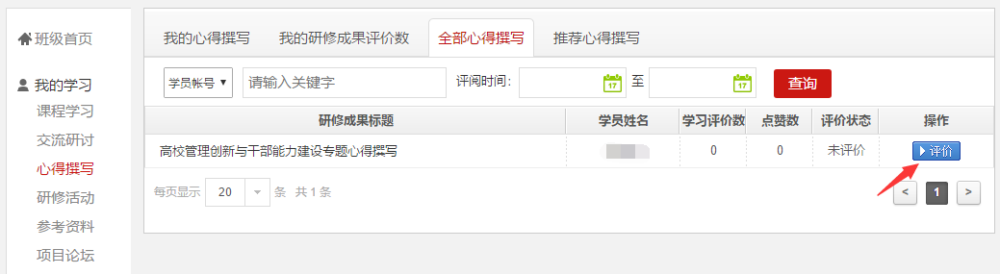 班级首页
我的学习
课程学习
交流研讨
心得撰写
研修活动
参考资料
项目论坛
我的心得撰写 我的研修成果评价数 全部心得撰写 推荐心得撰写
学员帐号 请输入关键字 评阅时间: 17 至 17 查询
研修成果标题 学员姓名 学习评价数 点赞数 评价状态 操作
高校管理创新与干部能力建设专题心得撰写 0 0 未评价 评价
每页显示 20 条 共 1 条 < 1 >